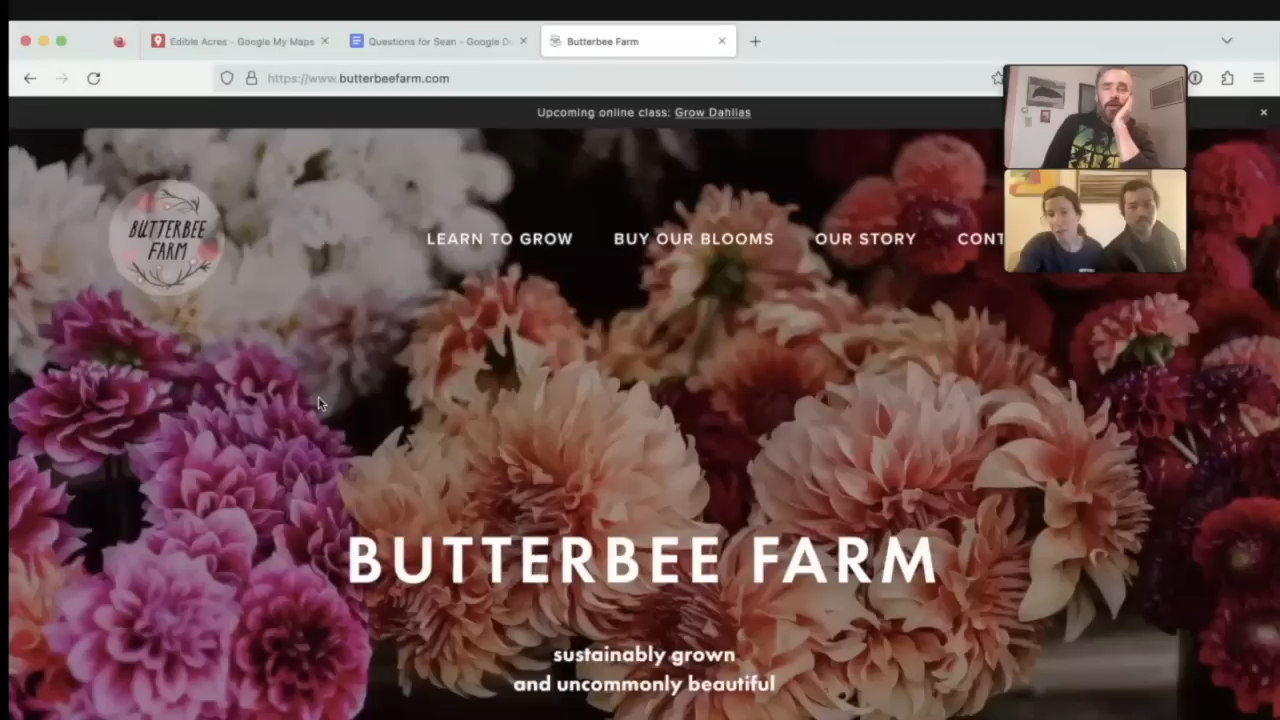 Edible Acres - Google My Maps
Questions for Sean - Google D
Butterbee Farm
https://www.butterbeefarm.com
Upcoming online class: Grow Dahlias
BUTTERBEE
FARM
LEARN TO GROW
BUY OUR BLOOMS
OUR STORY
CONT
BUTTERBEE FARM
sustainably grown
and uncommonly beautiful